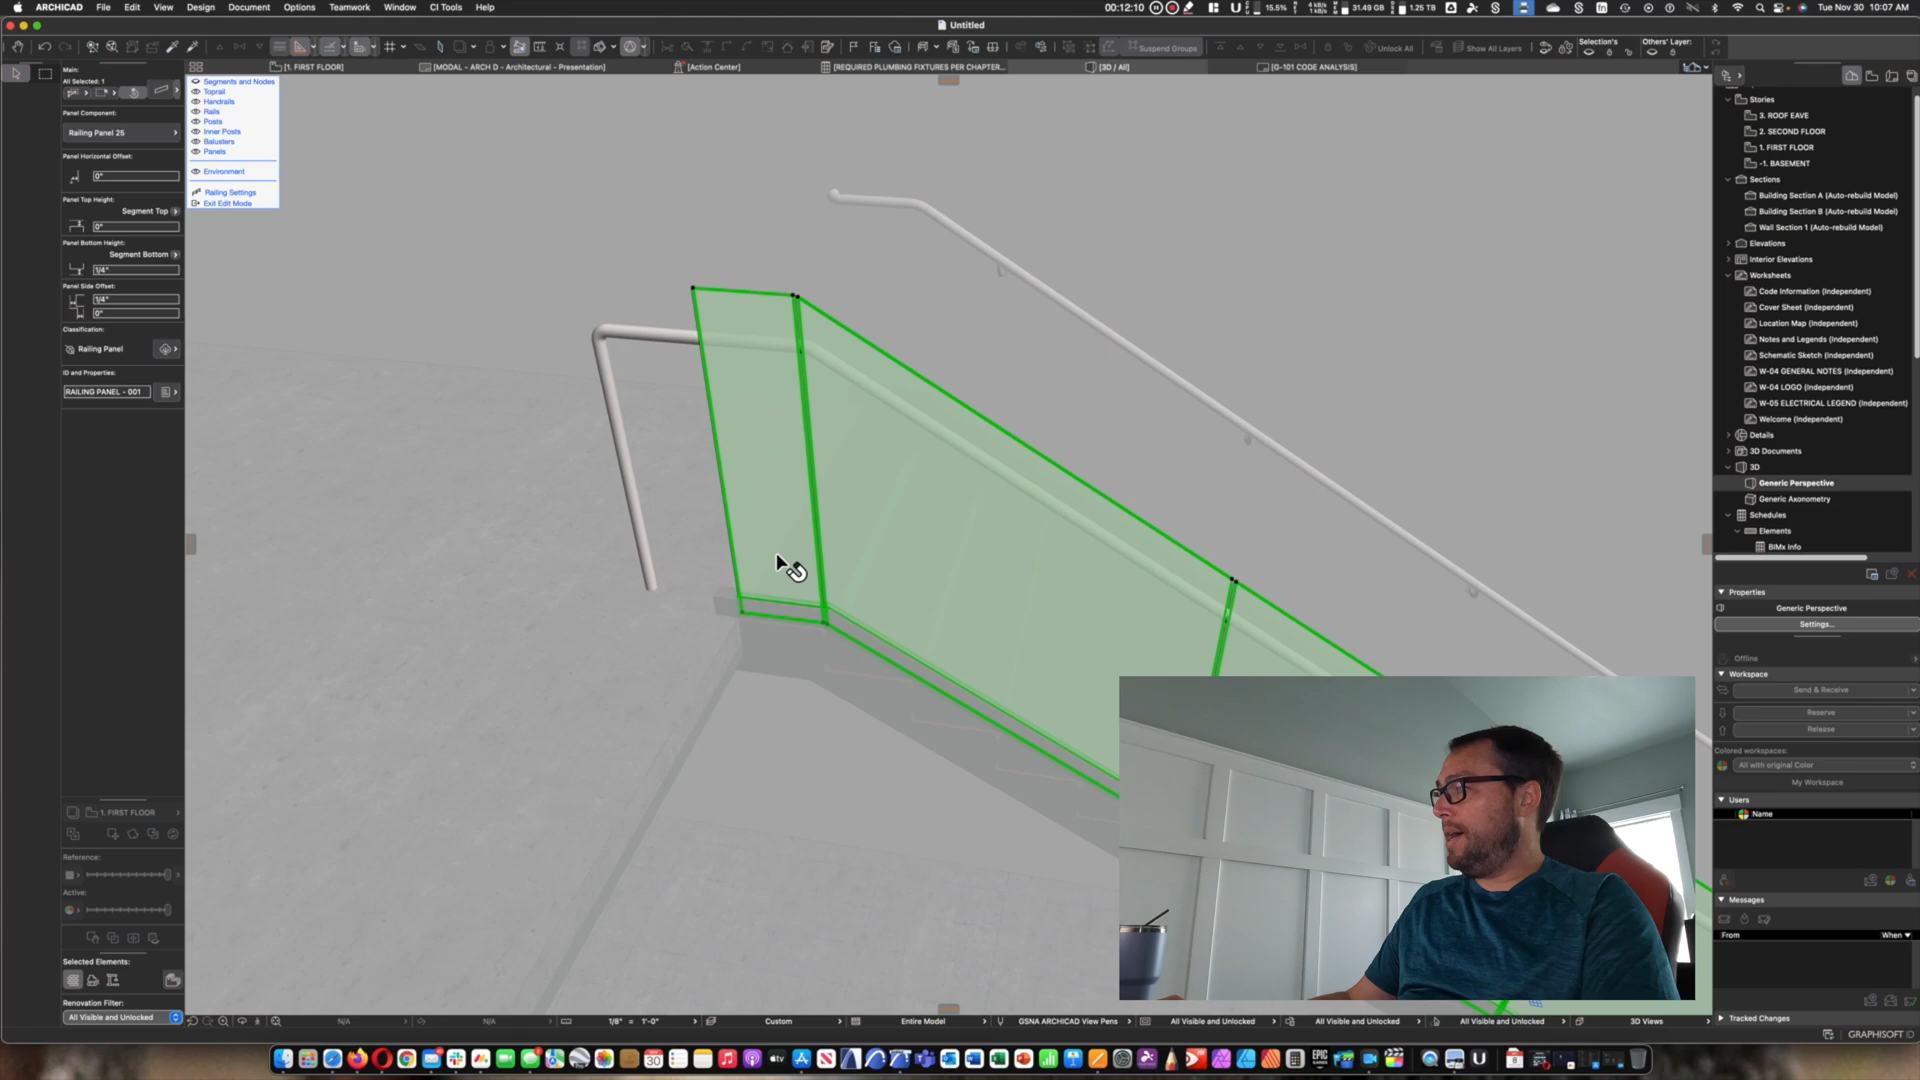 ARCHICAD File Edit View Design Document Options Teamwork Window CI Tools Help
00:12:10 15.5% 31.49 GB 1.25 TB Tue Nov 30 10:07 AM
Untitled
Suspend Groups Unlock All Show All Layers Selection's Others' Layer:
[1. FIRST FLOOR]
[MODAL - ARCH D - Architectural - Presentation]
[Action Center]
[REQUIRED PLUMBING FIXTURES PER CHAPTER...
[3D / All]
[G-101 CODE ANALYSIS]
Main:
All Selected: 1
Panel Component:
Railing Panel 25
Panel Horizontal Offset:
0"
Panel Top Height:
Segment Top
0"
Panel Bottom Height:
Segment Bottom
1/4"
Panel Side Offset:
1/4"
0"
Classification:
Railing Panel
ID and Properties:
RAILING PANEL - 001
1. FIRST FLOOR
Reference:
Active:
Selected Elements:
Renovation Filter:
All Visible and Unlocked
Segments and Nodes
Toprail
Handrails
Rails
Posts
Inner Posts
Balusters
Panels
Environment
Railing Settings
Exit Edit Mode
Stories
3. ROOF EAVE
2. SECOND FLOOR
1. FIRST FLOOR
-1. BASEMENT
Sections
Building Section A (Auto-rebuild Model)
Building Section B (Auto-rebuild Model)
Wall Section 1 (Auto-rebuild Model)
Elevations
Interior Elevations
Worksheets
Code Information (Independent)
Cover Sheet (Independent)
Location Map (Independent)
Notes and Legends (Independent)
Schematic Sketch (Independent)
W-04 GENERAL NOTES (Independent)
W-04 LOGO (Independent)
W-05 ELECTRICAL LEGEND (Independent)
Welcome (Independent)
Details
3D Documents
3D
Generic Perspective
Generic Axonometry
Schedules
Elements
BIMx Info
Properties
Generic Perspective
Settings...
Offline
Workspace
Send & Receive
Reserve
Release
Colored workspaces:
All with original Color
My Workspace
Users
Name
Messages
From When
Tracked Changes
N/A N/A 1/8" = 1'-0" Custom Entire Model GSNA ARCHICAD View Pens All Visible and Unlocked All Visible and Unlocked All Visible and Unlocked 3D Views
GRAPHISOFT ID